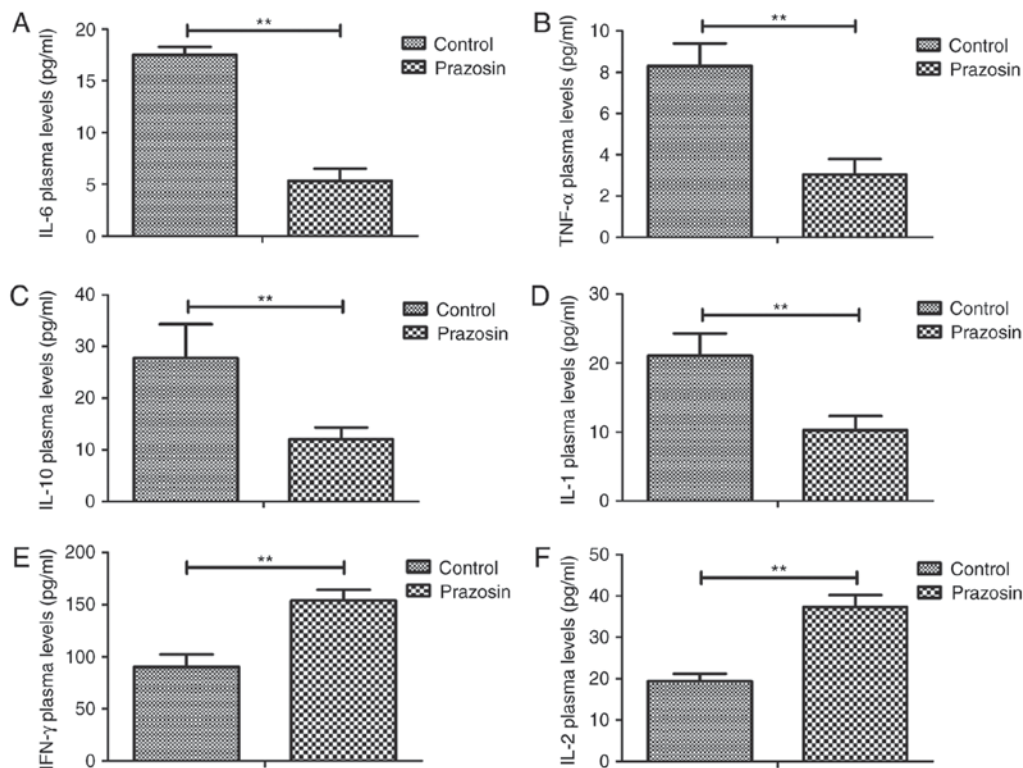 A
IL-6 plasma levels (pg/ml)
20
15
10
5
0
**
Control
Prazosin
B
TNF-α plasma levels (pg/ml)
10
8
6
4
2
0
**
Control
Prazosin
C
IL-10 plasma levels (pg/ml)
40
30
20
10
0
**
Control
Prazosin
D
IL-1 plasma levels (pg/ml)
30
20
10
0
**
Control
Prazosin
E
IFN-γ plasma levels (pg/ml)
200
150
100
50
0
**
Control
Prazosin
F
IL-2 plasma levels (pg/ml)
50
40
30
20
10
0
**
Control
Prazosin